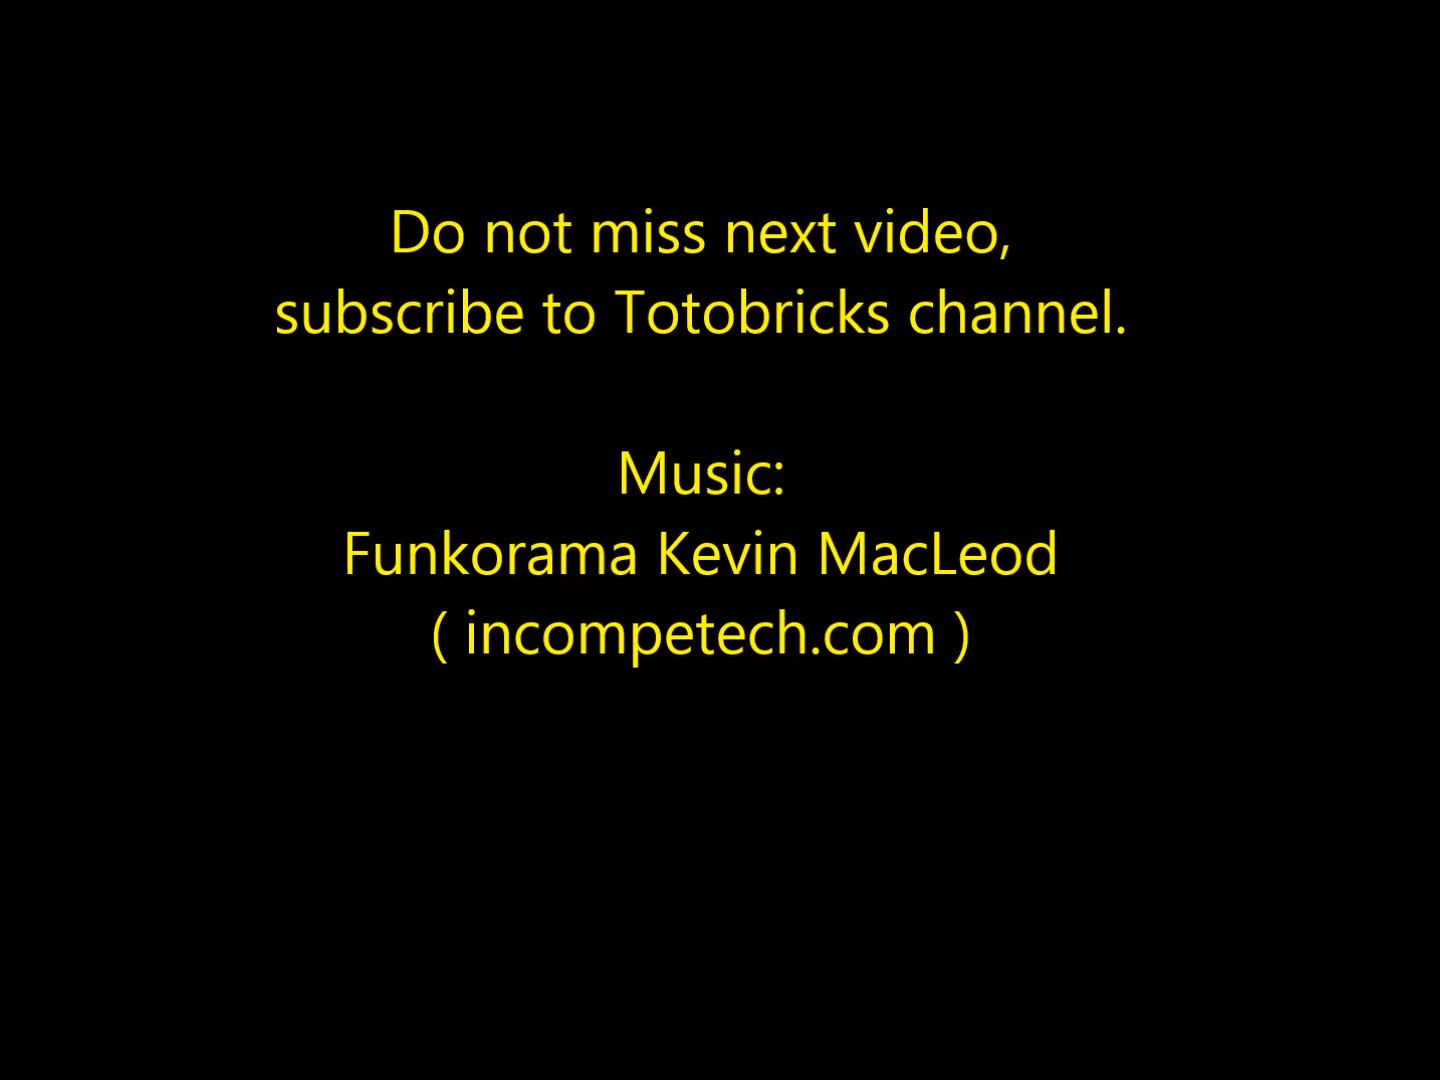 Do not miss next video,
subscribe to Totobricks channel.
Music:
Funkorama Kevin MacLeod
( incompetech.com )